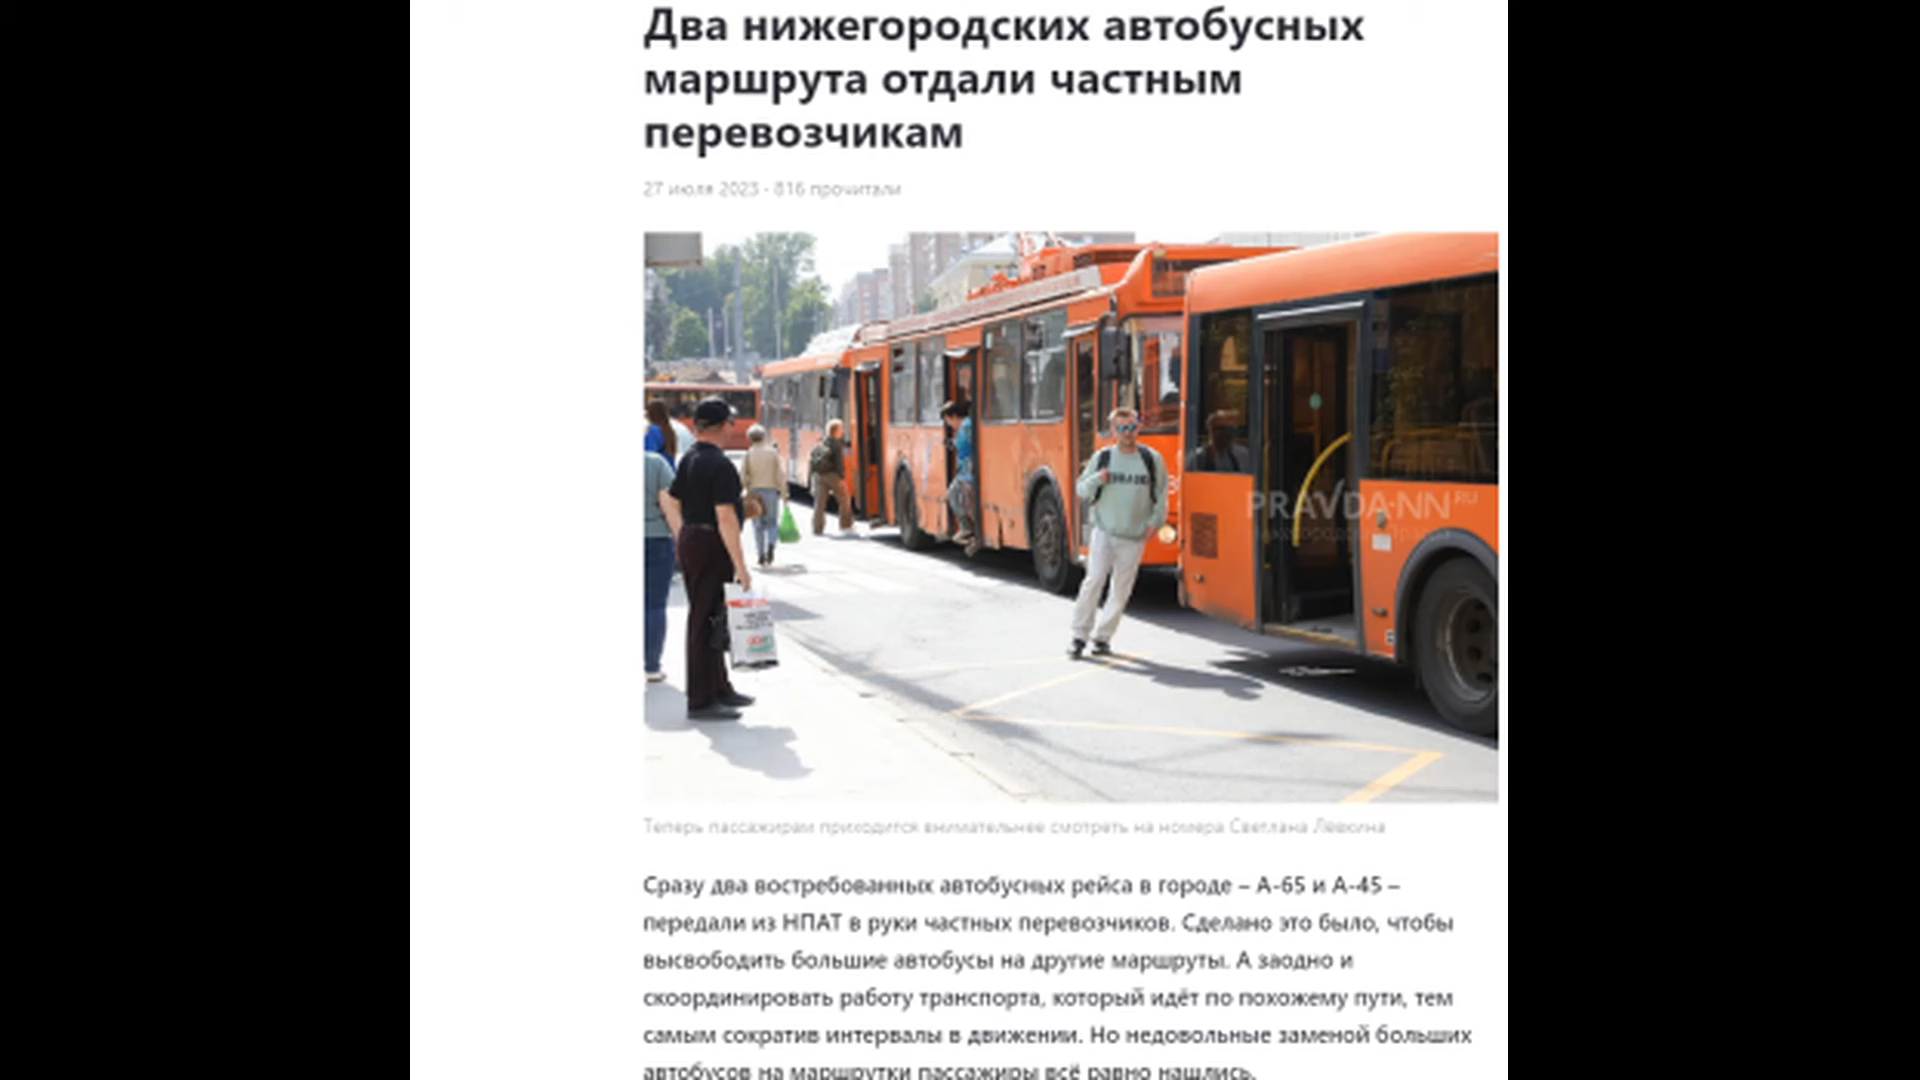 Два нижегородских автобусных
маршрута отдали частным
перевозчикам
27 июля 2023 - 816 прочитали
PRAVDA-NN.RU
Теперь пассажирам приходится внимательнее смотреть на номера Светлана Лёвкина
Сразу два востребованных автобусных рейса в городе – А-65 и А-45 –
передали из НПАТ в руки частных перевозчиков. Сделано это было, чтобы
высвободить большие автобусы на другие маршруты. А заодно и
скоординировать работу транспорта, который идёт по похожему пути, тем
самым сократив интервалы в движении. Но недовольные заменой больших
автобусов на маршрутки пассажиры всё равно нашлись.